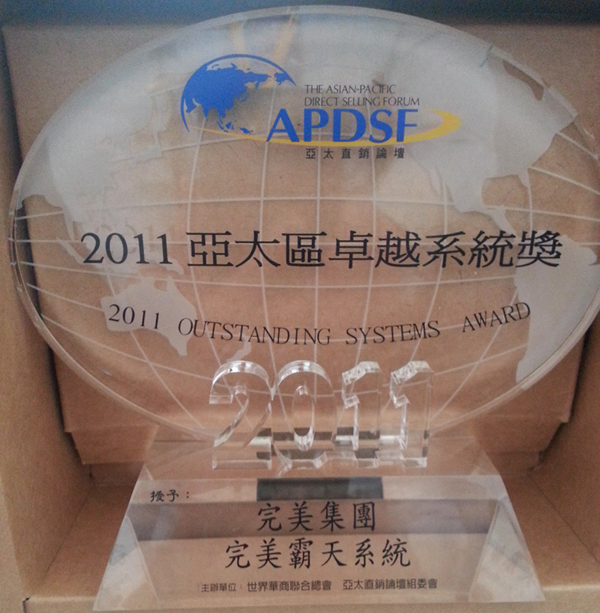 THE ASIAN-PACIFIC
DIRECT SELLING FORUM
APDSF
亞太直銷論壇
2011 亞太區卓越系統獎
2011 OUTSTANDING SYSTEMS AWARD
2011
授予：
完美集團
完美霸天系統
［主辦單位］世界華商聯合總會 亞太直銷論壇組委會